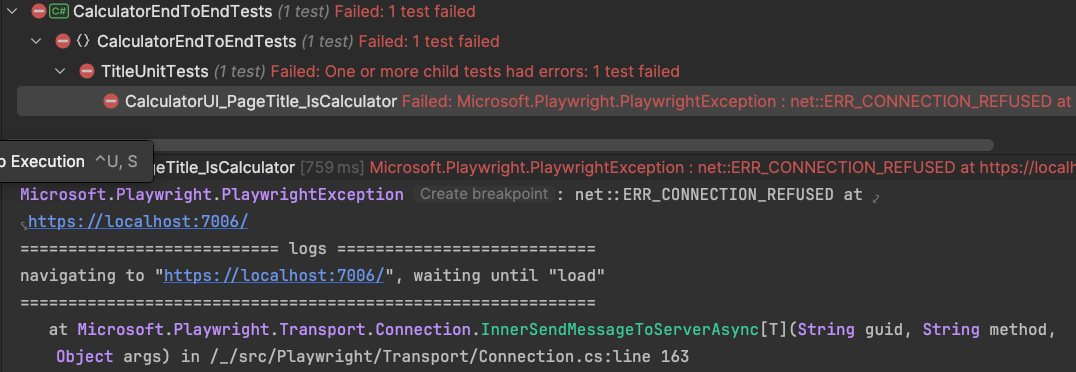 C# CalculatorEndToEndTests (1 test) Failed: 1 test failed
{} CalculatorEndToEndTests (1 test) Failed: 1 test failed
TitleUnitTests (1 test) Failed: One or more child tests had errors: 1 test failed
CalculatorUI_PageTitle_IsCalculator Failed: Microsoft.Playwright.PlaywrightException : net::ERR_CONNECTION_REFUSED at
o Execution ^U, S
geTitle_IsCalculator [759 ms] Microsoft.Playwright.PlaywrightException : net::ERR_CONNECTION_REFUSED at https://localh
Microsoft.Playwright.PlaywrightException Create breakpoint : net::ERR_CONNECTION_REFUSED at
https://localhost:7006/
=========================== logs ===========================
navigating to "https://localhost:7006/", waiting until "load"
============================================================
at Microsoft.Playwright.Transport.Connection.InnerSendMessageToServerAsync[T](String guid, String method,
Object args) in /_/src/Playwright/Transport/Connection.cs:line 163